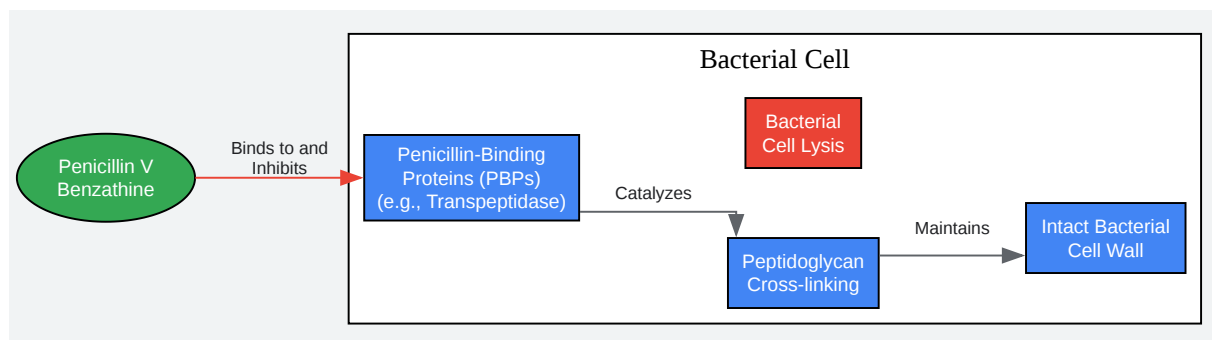 Bacterial Cell
Penicillin V
Benzathine
Binds to and
Inhibits
Penicillin-Binding
Proteins (PBPs)
(e.g., Transpeptidase)
Catalyzes
Bacterial
Cell Lysis
Peptidoglycan
Cross-linking
Maintains
Intact Bacterial
Cell Wall